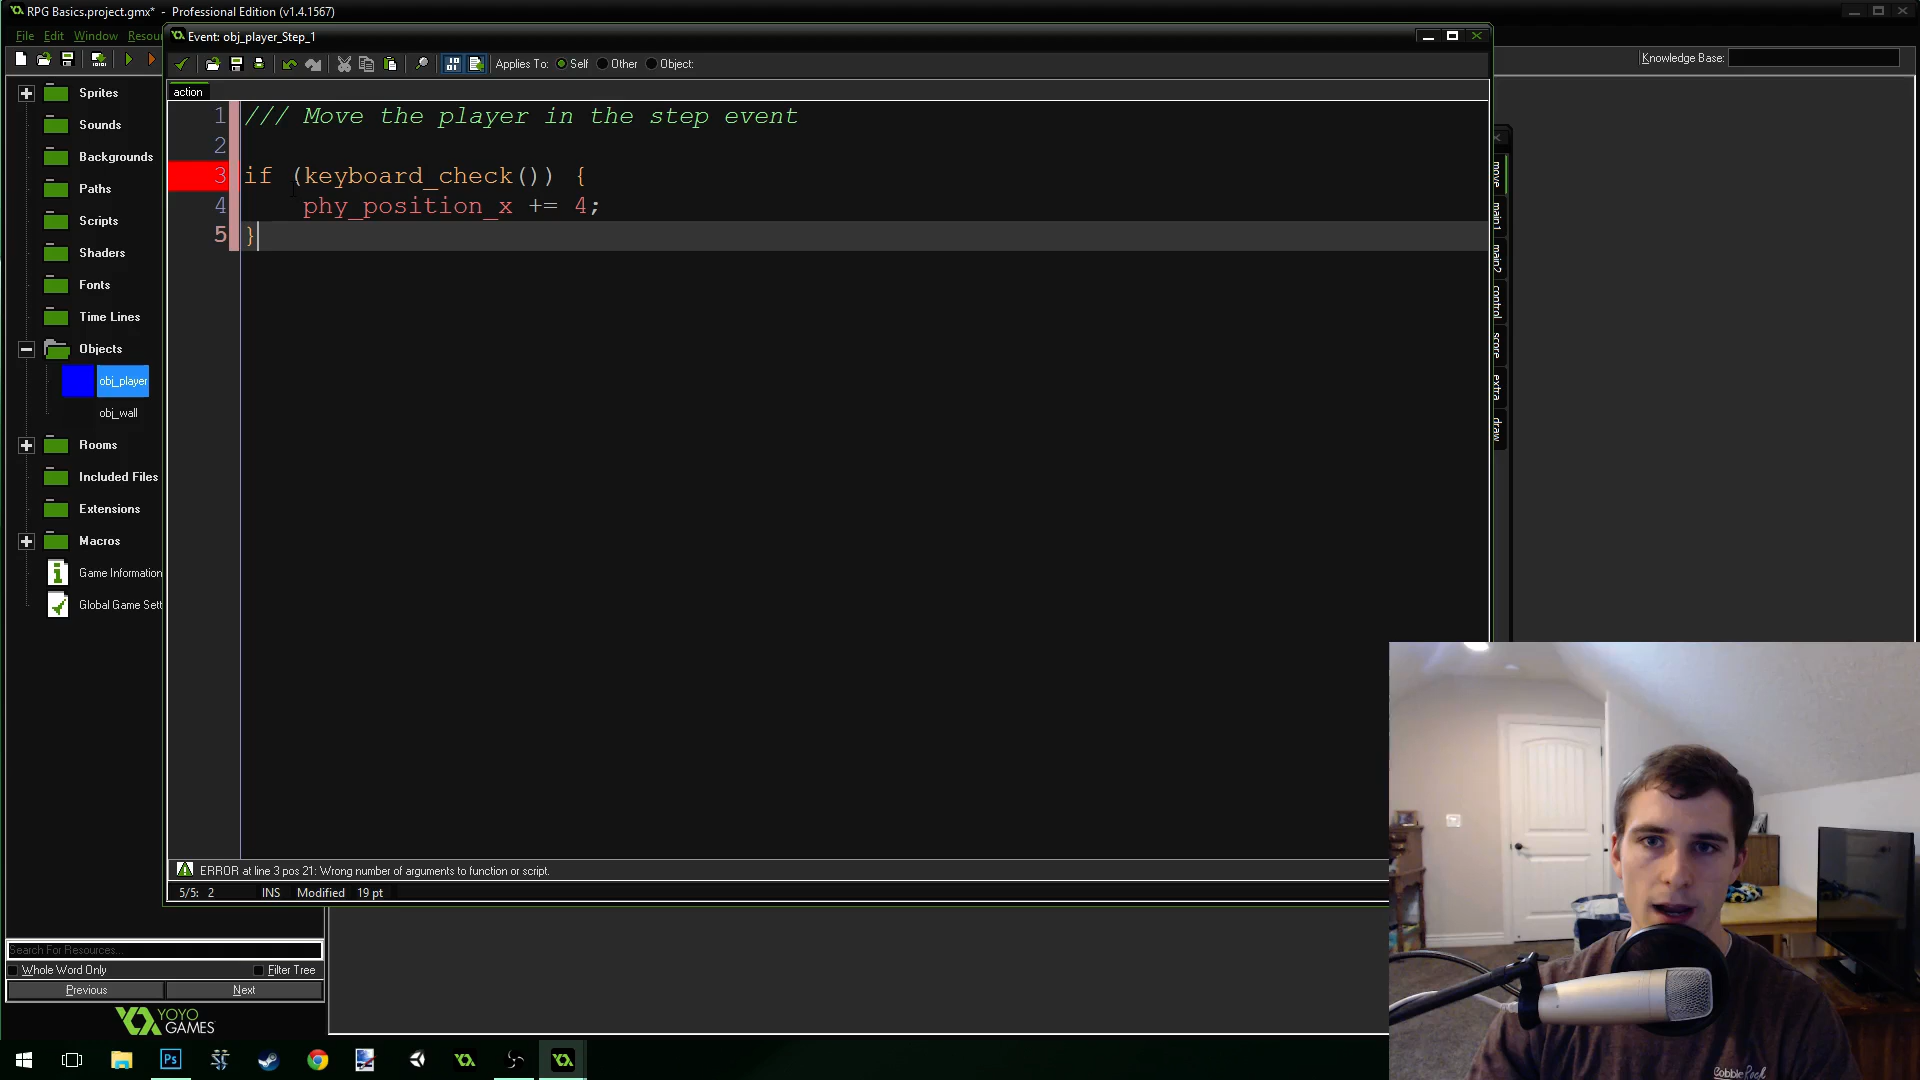 RPG Basics.project.gmx* - Professional Edition (v1.4.1567)
File Edit Window Resou
Event: obj_player_Step_1
Applies To: Self Other Object:
Knowledge Base:
action
1 /// Move the player in the step event
2
3 if (keyboard_check()) {
4 phy_position_x += 4;
5 }
Sprites
Sounds
Backgrounds
Paths
Scripts
Shaders
Fonts
Time Lines
Objects
obj_player
obj_wall
Rooms
Included Files
Extensions
Macros
Game Information
Global Game Sett
move
main1
main2
control
score
extra
draw
ERROR at line 3 pos 21: Wrong number of arguments to function or script.
5/5: 2 INS Modified 19 pt
Search For Resources...
Whole Word Only Filter Tree
Previous Next
YOYO
GAMES
Ps
CobbleRock